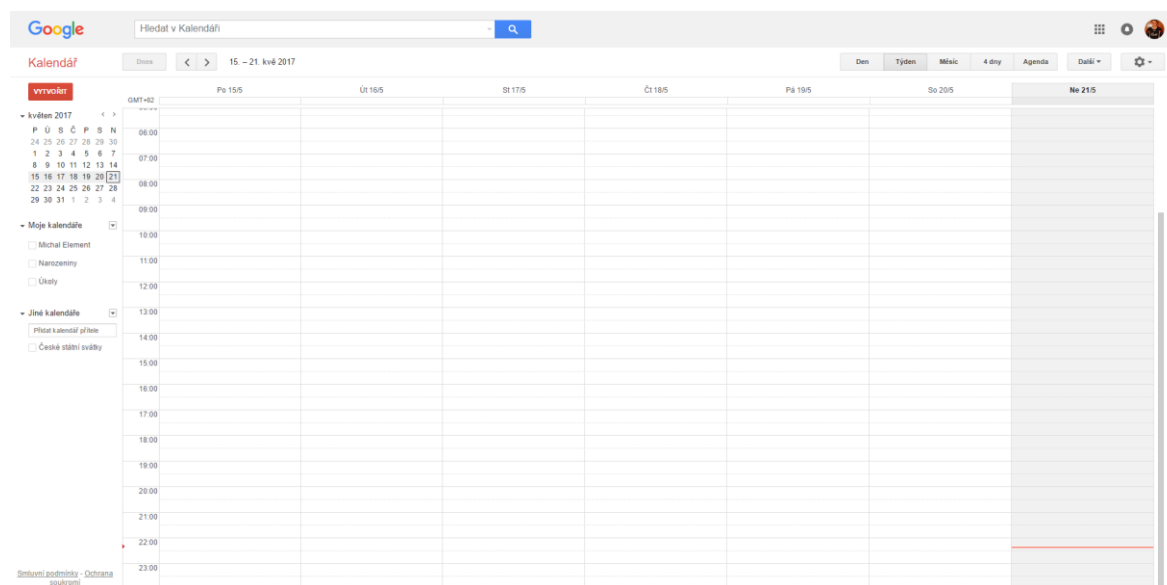 Google
Hledat v Kalendáři
Kalendář
Dnes
15. – 21. kvě 2017
Den Týden Měsíc 4 dny Agenda Další
VYTVOŘIT
Po 15/5 Út 16/5 St 17/5 Čt 18/5 Pá 19/5 So 20/5 Ne 21/5
GMT+02
květen 2017
P Ú S Č P S N
24 25 26 27 28 29 30
1 2 3 4 5 6 7
8 9 10 11 12 13 14
15 16 17 18 19 20 21
22 23 24 25 26 27 28
29 30 31 1 2 3 4
Moje kalendáře
Michal Element
Narozeniny
Úkoly
Jiné kalendáře
Přidat kalendář přítele
České státní svátky
06:00
07:00
08:00
09:00
10:00
11:00
12:00
13:00
14:00
15:00
16:00
17:00
18:00
19:00
20:00
21:00
22:00
23:00
Smluvní podmínky - Ochrana
soukromí